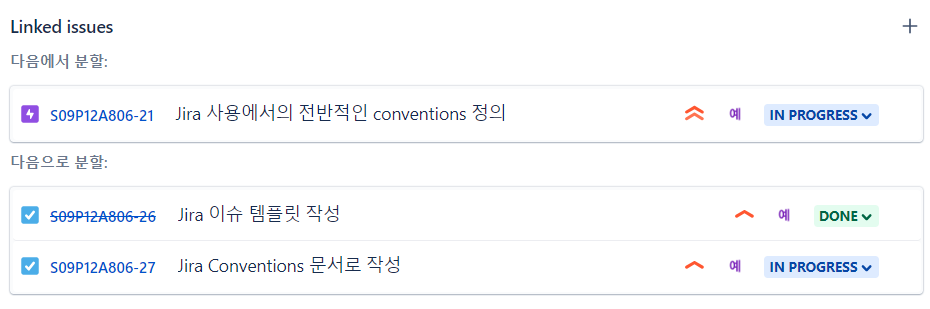 Linked issues
다음에서 분할:
S09P12A806-21 Jira 사용에서의 전반적인 conventions 정의 예 IN PROGRESS
다음으로 분할:
S09P12A806-26 Jira 이슈 템플릿 작성 예 DONE
S09P12A806-27 Jira Conventions 문서로 작성 예 IN PROGRESS